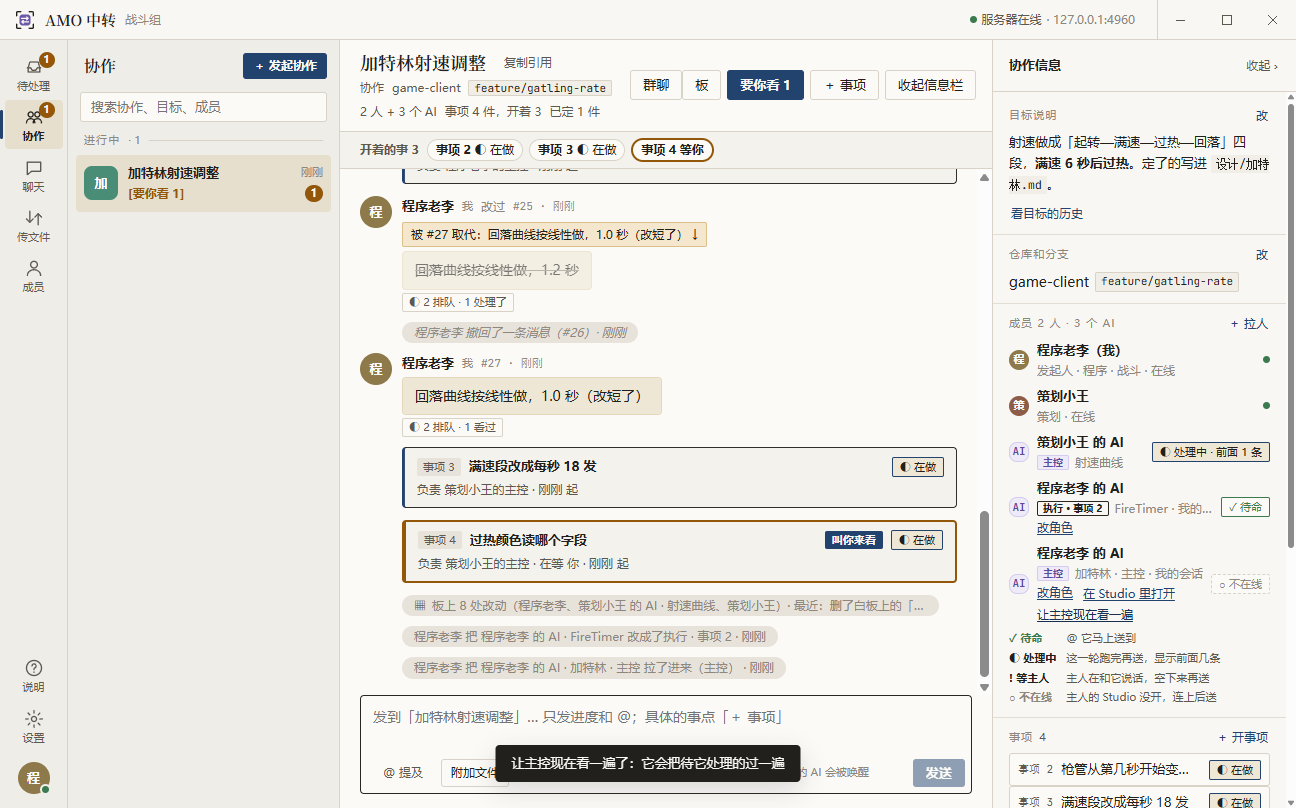 AMO 中转 战斗组
服务器在线 · 127.0.0.1:4960
1
待处理
1
协作
聊天
传文件
成员
说明
设置
程
协作
+ 发起协作
搜索协作、目标、成员
进行中 · 1
加
加特林射速调整
刚刚
[要你看 1]
1
加特林射速调整 复制引用
协作 game-client feature/gatling-rate
2 人 + 3 个 AI 事项 4 件，开着 3 已定 1 件
群聊
板
要你看 1
+ 事项
收起信息栏
开着的事 3
事项 2 在做
事项 3 在做
事项 4 等你
程
程序老李 我 改过 #25 · 刚刚
被 #27 取代：回落曲线按线性做，1.0 秒（改短了）↓
回落曲线按线性做，1.2 秒
2 排队 · 1 处理了
程序老李 撤回了一条消息（#26）· 刚刚
程
程序老李 我 #27 · 刚刚
回落曲线按线性做，1.0 秒（改短了）
2 排队 · 1 看过
事项 3 满速段改成每秒 18 发
在做
负责 策划小王的主控 · 刚刚 起
事项 4 过热颜色读哪个字段
叫你来看
在做
负责 策划小王的主控 · 在等 你 · 刚刚 起
板上 8 处改动（程序老李、策划小王 的 AI · 射速曲线、策划小王）· 最近：删了白板上的「...
程序老李 把 程序老李 的 AI · FireTimer 改成了执行 · 事项 2 · 刚刚
程序老李 把 程序老李 的 AI · 加特林 · 主控 拉了进来（主控） · 刚刚
发到「加特林射速调整」... 只发进度和 @；具体的事点「+ 事项」
@ 提及
附加文件
的 AI 会被唤醒
发送
让主控现在看一遍了：它会把待它处理的过一遍
协作信息
收起 ›
目标说明
改
射速做成「起转—满速—过热—回落」四
段，满速 6 秒后过热。定了的写进 设计/加特
林.md 。
看目标的历史
仓库和分支
改
game-client feature/gatling-rate
成员 2 人 · 3 个 AI
+ 拉人
程
程序老李（我）
发起人 · 程序 · 战斗 · 在线
策
策划小王
策划 · 在线
AI
策划小王 的 AI
主控 射速曲线
处理中 · 前面 1 条
AI
程序老李 的 AI
执行 · 事项 2 FireTimer · 我的...
✓ 待命
改角色
AI
程序老李 的 AI
主控 加特林 · 主控 · 我的会话
○ 不在线
改角色 在 Studio 里打开
让主控现在看一遍
✓ 待命 @ 它马上送到
处理中 这一轮跑完再送，显示前面几条
! 等主人 主人在和它说话，空下来再送
○ 不在线 主人的 Studio 没开，连上后送
事项 4
+ 开事项
事项 2 枪管从第几秒开始变...
在做
事项 3 满速段改成每秒 18 发
在做